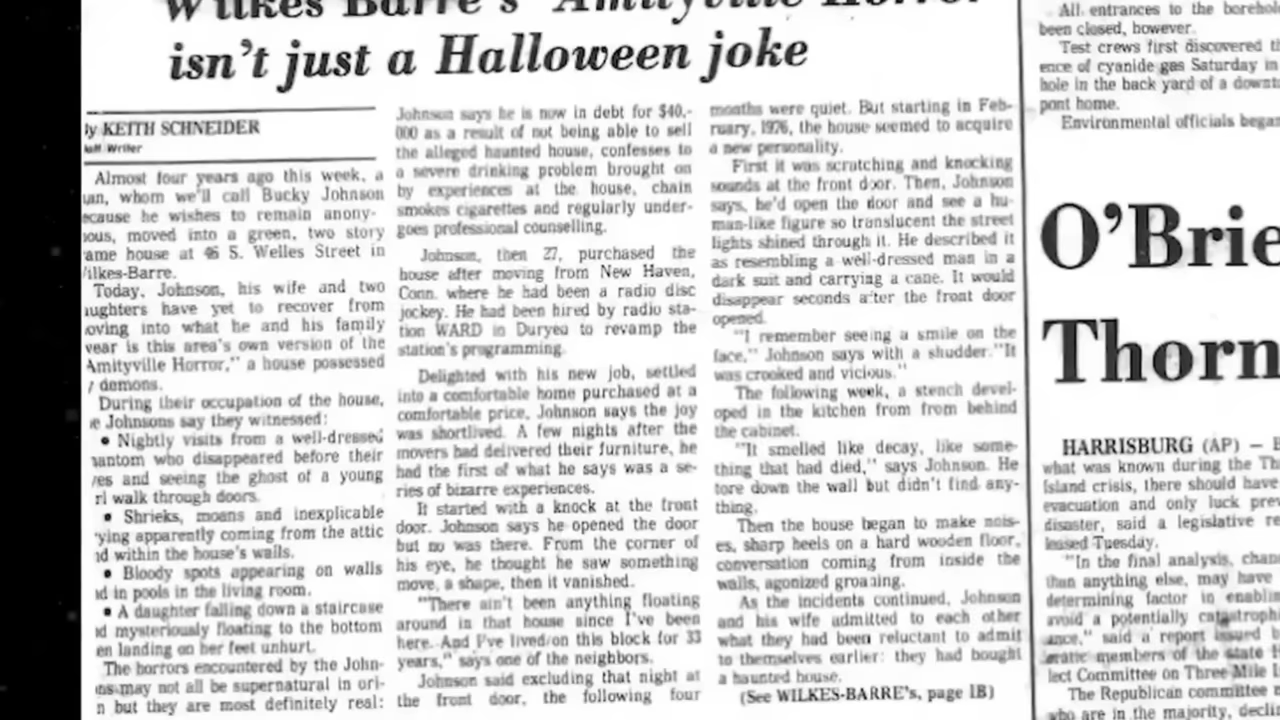 Wilkes Barre's 'Amityville Horror'
isn't just a Halloween joke
By KEITH SCHNEIDER
Staff Writer
Almost four years ago this week, a
an, whom we'll call Bucky Johnson
ecause he wishes to remain anony-
ous, moved into a green, two story
ame house at 46 S. Welles Street in
ilkes-Barre.
Today, Johnson, his wife and two
aughters have yet to recover from
oving into what he and his family
wear is this area's own version of the
Amityville Horror," a house possessed
y demons.
During their occupation of the house,
e Johnsons say they witnessed:
• Nightly visits from a well-dressed
hantom who disappeared before their
yes and seeing the ghost of a young
rl walk through doors.
• Shrieks, moans and inexplicable
ying apparently coming from the attic
nd within the house's walls.
• Bloody spots appearing on walls
nd in pools in the living room.
• A daughter falling down a staircase
nd mysteriously floating to the bottom
en landing on her feet unhurt.
The horrors encountered by the John-
ns may not all be supernatural in ori-
n but they are most definitely real:
Johnson says he is now in debt for $40,-
000 as a result of not being able to sell
the alleged haunted house, confesses to
a severe drinking problem brought on
by experiences at the house, chain
smokes cigarettes and regularly under-
goes professional counselling.
Johnson, then 27, purchased the
house after moving from New Haven,
Conn. where he had been a radio disc
jockey. He had been hired by radio sta-
tion WARD in Duryea to revamp the
station's programming.
Delighted with his new job, settled
into a comfortable home purchased at a
comfortable price, Johnson says the joy
was shortlived. A few nights after the
movers had delivered their furniture, he
had the first of what he says was a se-
ries of bizarre experiences.
It started with a knock at the front
door. Johnson says he opened the door
but no was there. From the corner of
his eye, he thought he saw something
move, a shape, then it vanished.
"There ain't been anything floating
around in that house since I've been
here. And I've lived on this block for 33
years," says one of the neighbors.
Johnson said excluding that night at
the front door, the following four
months were quiet. But starting in Feb-
ruary, 1976, the house seemed to acquire
a new personality.
First it was scratching and knocking
sounds at the front door. Then, Johnson
says, he'd open the door and see a hu-
man-like figure so translucent the street
lights shined through it. He described it
as resembling a well-dressed man in a
dark suit and carrying a cane. It would
disappear seconds after the front door
opened.
"I remember seeing a smile on the
face," Johnson says with a shudder."It
was crooked and vicious."
The following week, a stench devel-
oped in the kitchen from from behind
the cabinet.
"It smelled like decay, like some-
thing that had died," says Johnson. He
tore down the wall but didn't find any-
thing.
Then the house began to make nois-
es, sharp heels on a hard wooden floor,
conversation coming from inside the
walls, agonized groaning.
As the incidents continued, Johnson
and his wife admitted to each other
what they had been reluctant to admit
to themselves earlier: they had bought
a haunted house.
(See WILKES-BARRE's, page 1B)
All entrances to the borehol
been closed, however.
Test crews first discovered t
ence of cyanide gas Saturday in
hole in the back yard of a downt
pont home.
Environmental officials began
O'Brie
Thorn
HARRISBURG (AP) —
what was known during the Th
Island crisis, there should have
evacuation and only luck prev
disaster, said a legislative re
leased Tuesday.
"In the final analysis, chan
than anything else, may have
determining factor in enablin
avoid a potentially catastroph
ance," said a report issued b
cratic members of the state H
lect Committee on Three Mile I
The Republican committee m
who are in the majority, declin